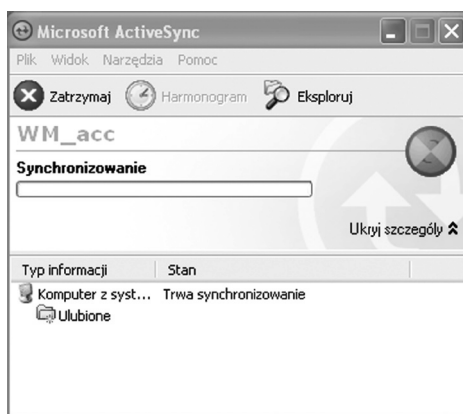 Microsoft ActiveSync
Plik Widok Narzędzia Pomoc
Zatrzymaj Harmonogram Eksploruj
WM_acc
Synchronizowanie
Ukryj szczegóły
Typ informacji Stan
Komputer z syst... Trwa synchronizowanie
Ulubione